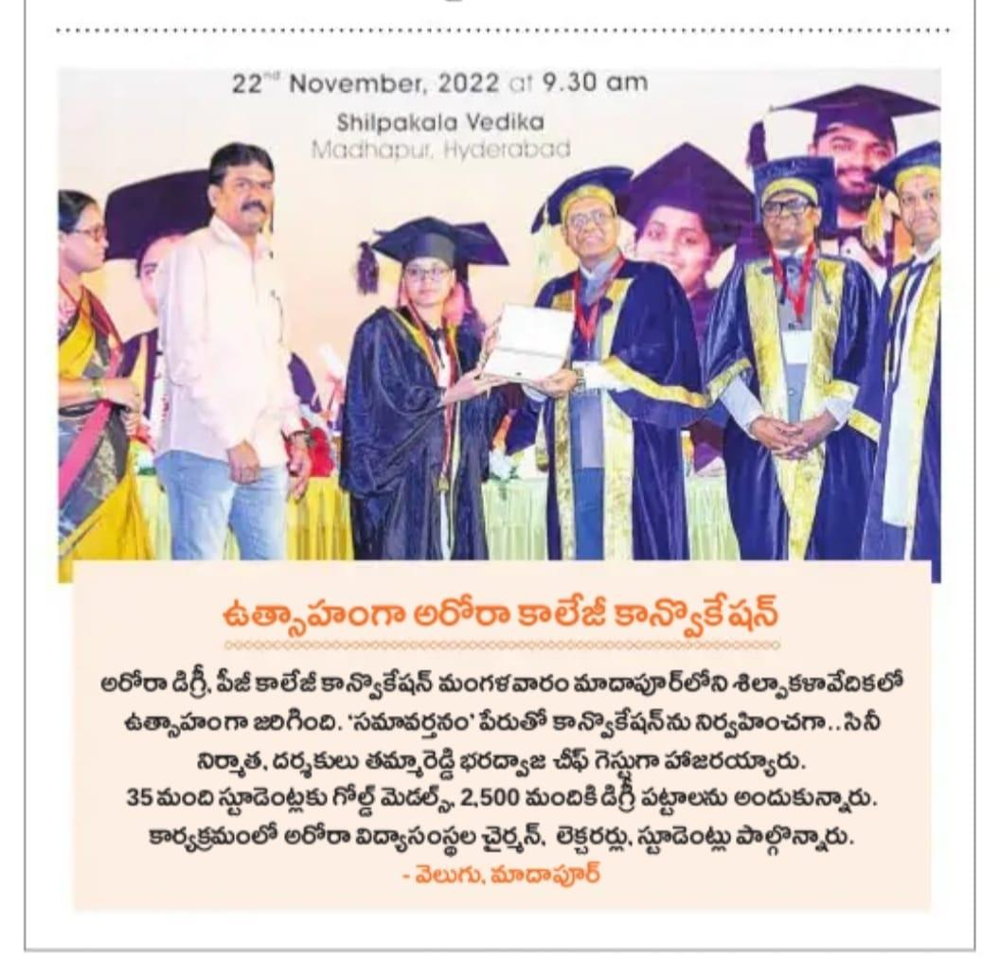 22nd November, 2022 at 9.30 am
Shilpakala Vedika
Madhapur, Hyderabad
ఉత్సాహంగా అరోరా కాలేజీ కాన్వొకేషన్
అరోరా డిగ్రీ, పీజీ కాలేజీ కాన్వొకేషన్ మంగళవారం మాదాపూర్‌లోని శిల్పాకళావేదికలో
ఉత్సాహంగా జరిగింది. ‘సమావర్తనం’ పేరుతో కాన్వొకేషన్‌ను నిర్వహించగా.. సినీ
నిర్మాత, దర్శకులు తమ్మారెడ్డి భరద్వాజ చీఫ్ గెస్టుగా హాజరయ్యారు.
35 మంది స్టూడెంట్లకు గోల్డ్ మెడల్స్, 2,500 మందికి డిగ్రీ పట్టాలను అందుకున్నారు.
కార్యక్రమంలో అరోరా విద్యాసంస్థల చైర్మన్, లెక్చరర్లు, స్టూడెంట్లు పాల్గొన్నారు.
- వెలుగు, మాదాపూర్